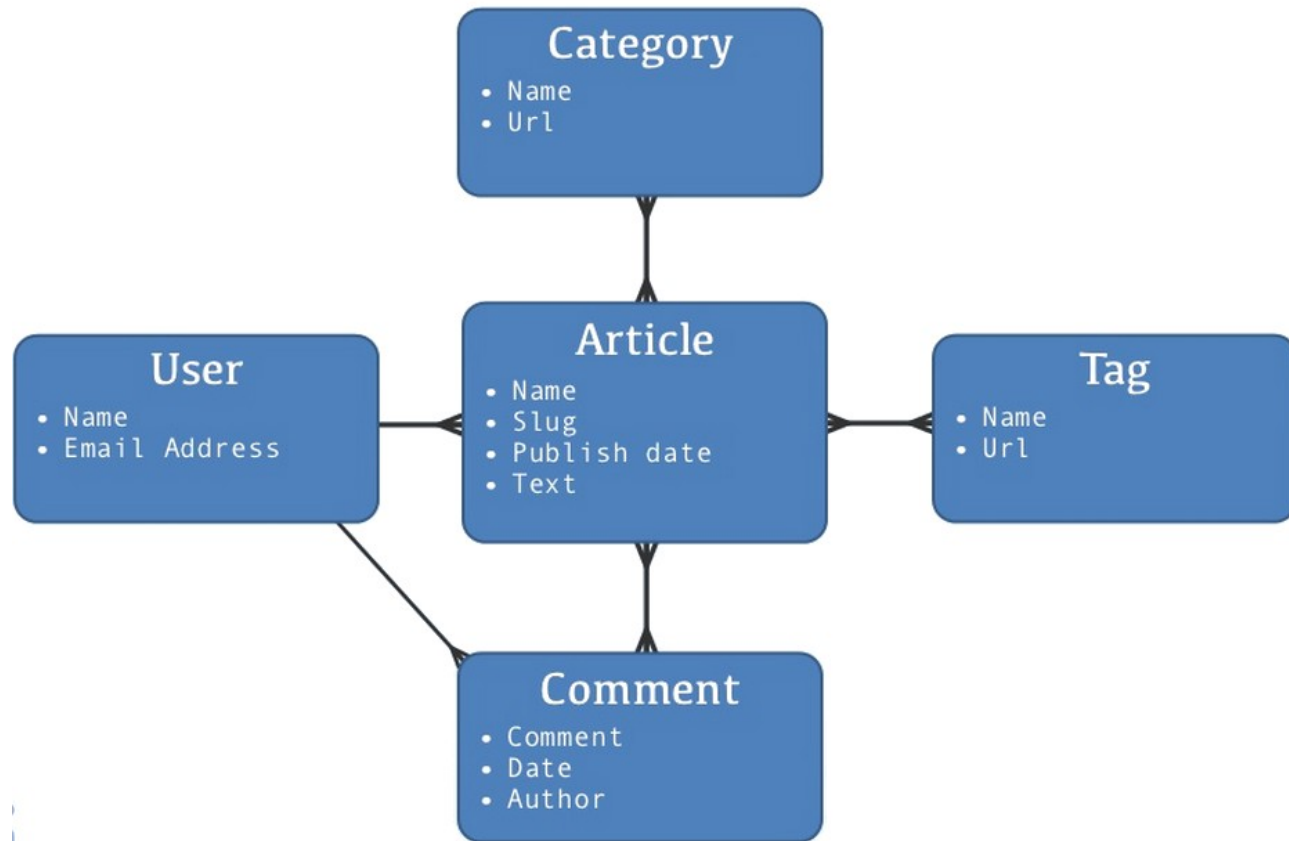 Category
• Name
• Url
User
• Name
• Email Address
Article
• Name
• Slug
• Publish date
• Text
Tag
• Name
• Url
Comment
• Comment
• Date
• Author